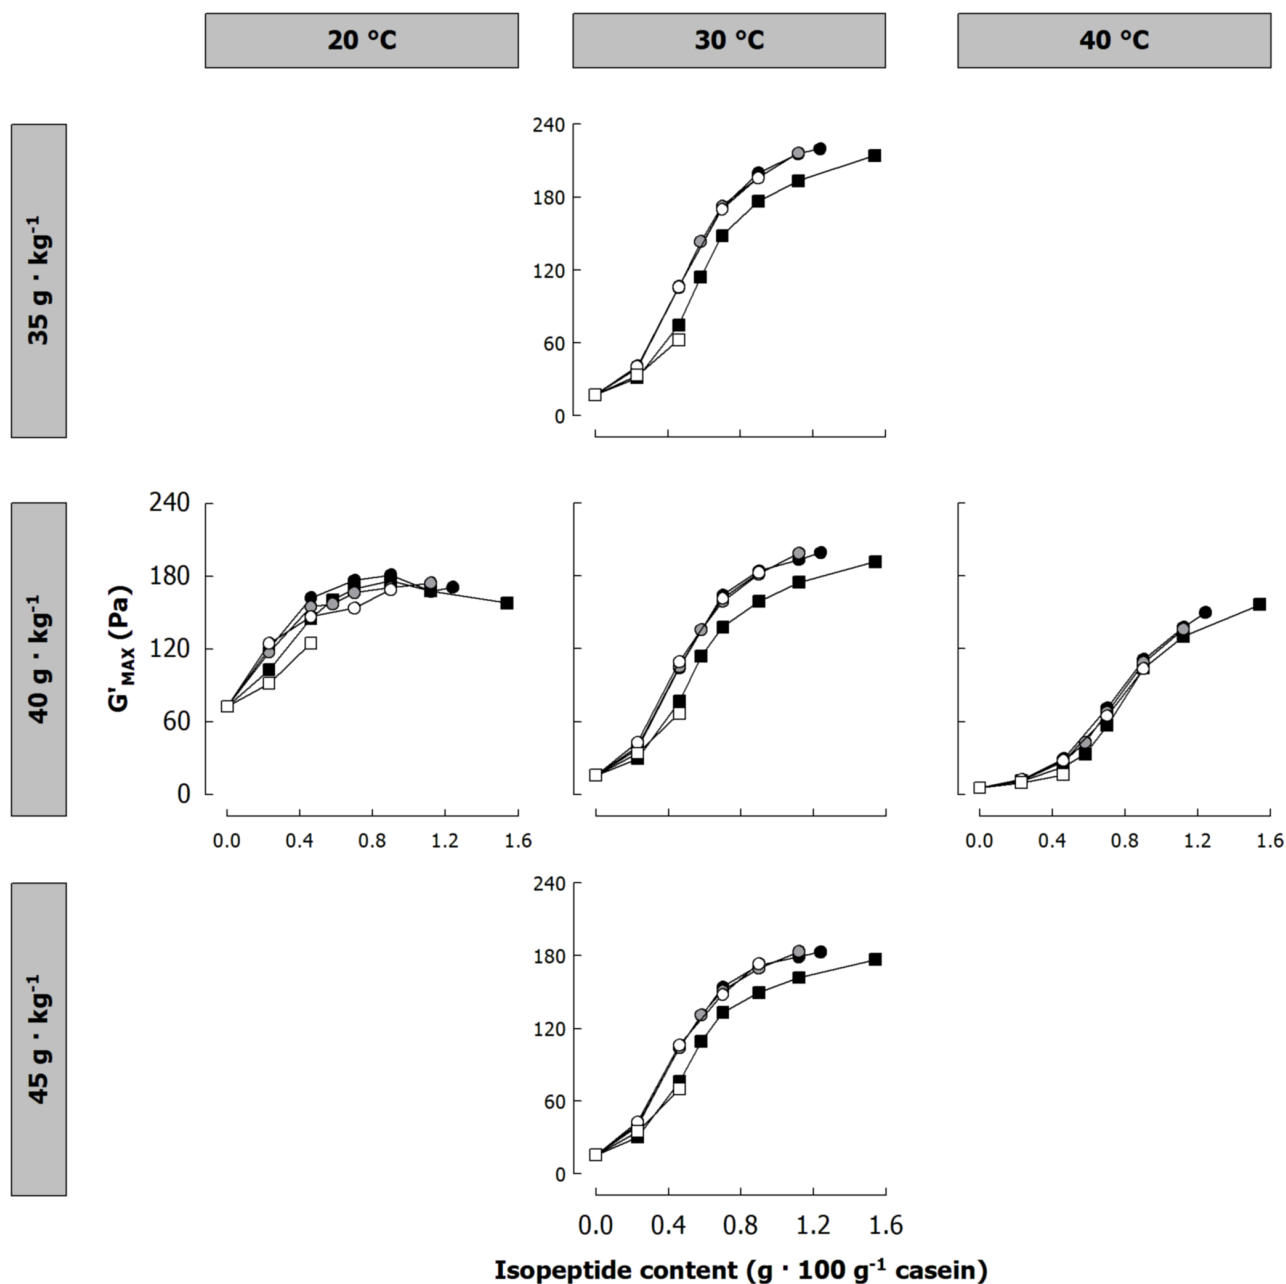 20 °C
30 °C
40 °C
35 g · kg⁻¹
240
180
120
60
0
40 g · kg⁻¹
G'MAX (Pa)
240
180
120
60
0
0.0 0.4 0.8 1.2 1.6
0.0 0.4 0.8 1.2 1.6
45 g · kg⁻¹
240
180
120
60
0
0.0 0.4 0.8 1.2 1.6
Isopeptide content (g · 100 g⁻¹ casein)